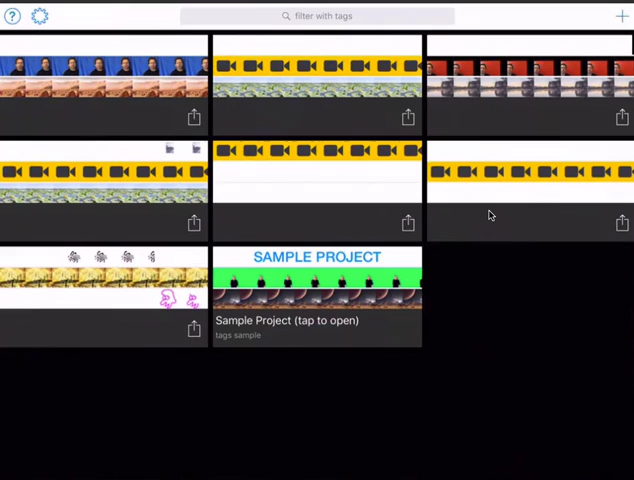 ?
filter with tags
SAMPLE PROJECT
Sample Project (tap to open)
tags sample